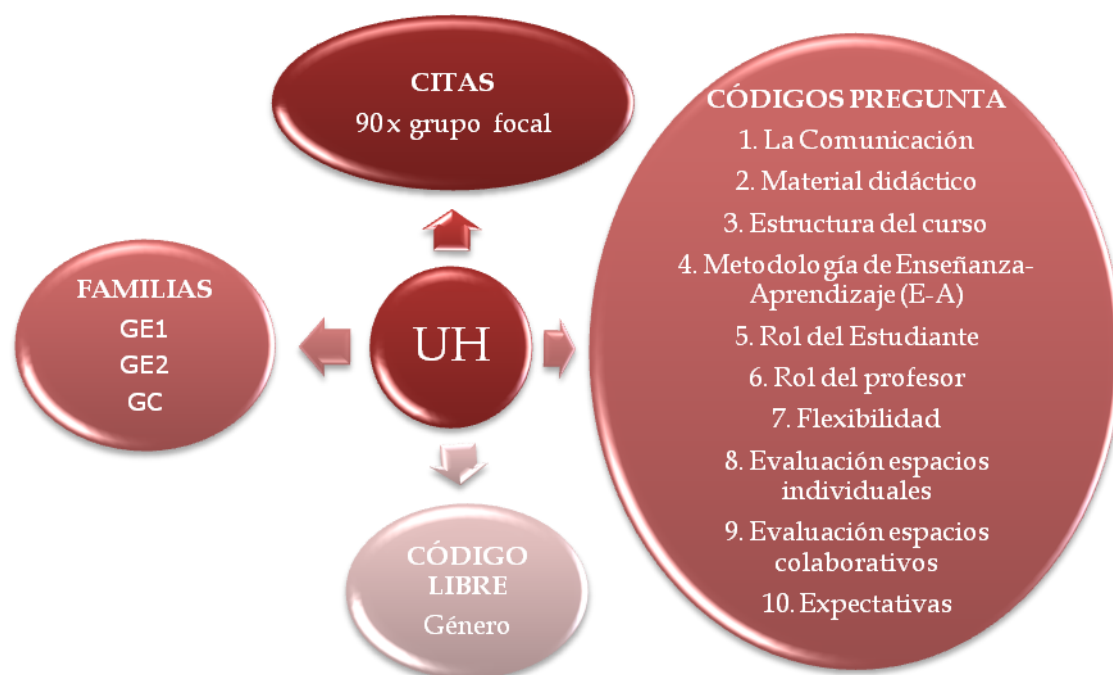 CITAS
90 x grupo focal
FAMILIAS
GE1
GE2
GC
UH
CÓDIGO
LIBRE
Género
CÓDIGOS PREGUNTA
1. La Comunicación
2. Material didáctico
3. Estructura del curso
4. Metodología de Enseñanza-
Aprendizaje (E-A)
5. Rol del Estudiante
6. Rol del profesor
7. Flexibilidad
8. Evaluación espacios
individuales
9. Evaluación espacios
colaborativos
10. Expectativas